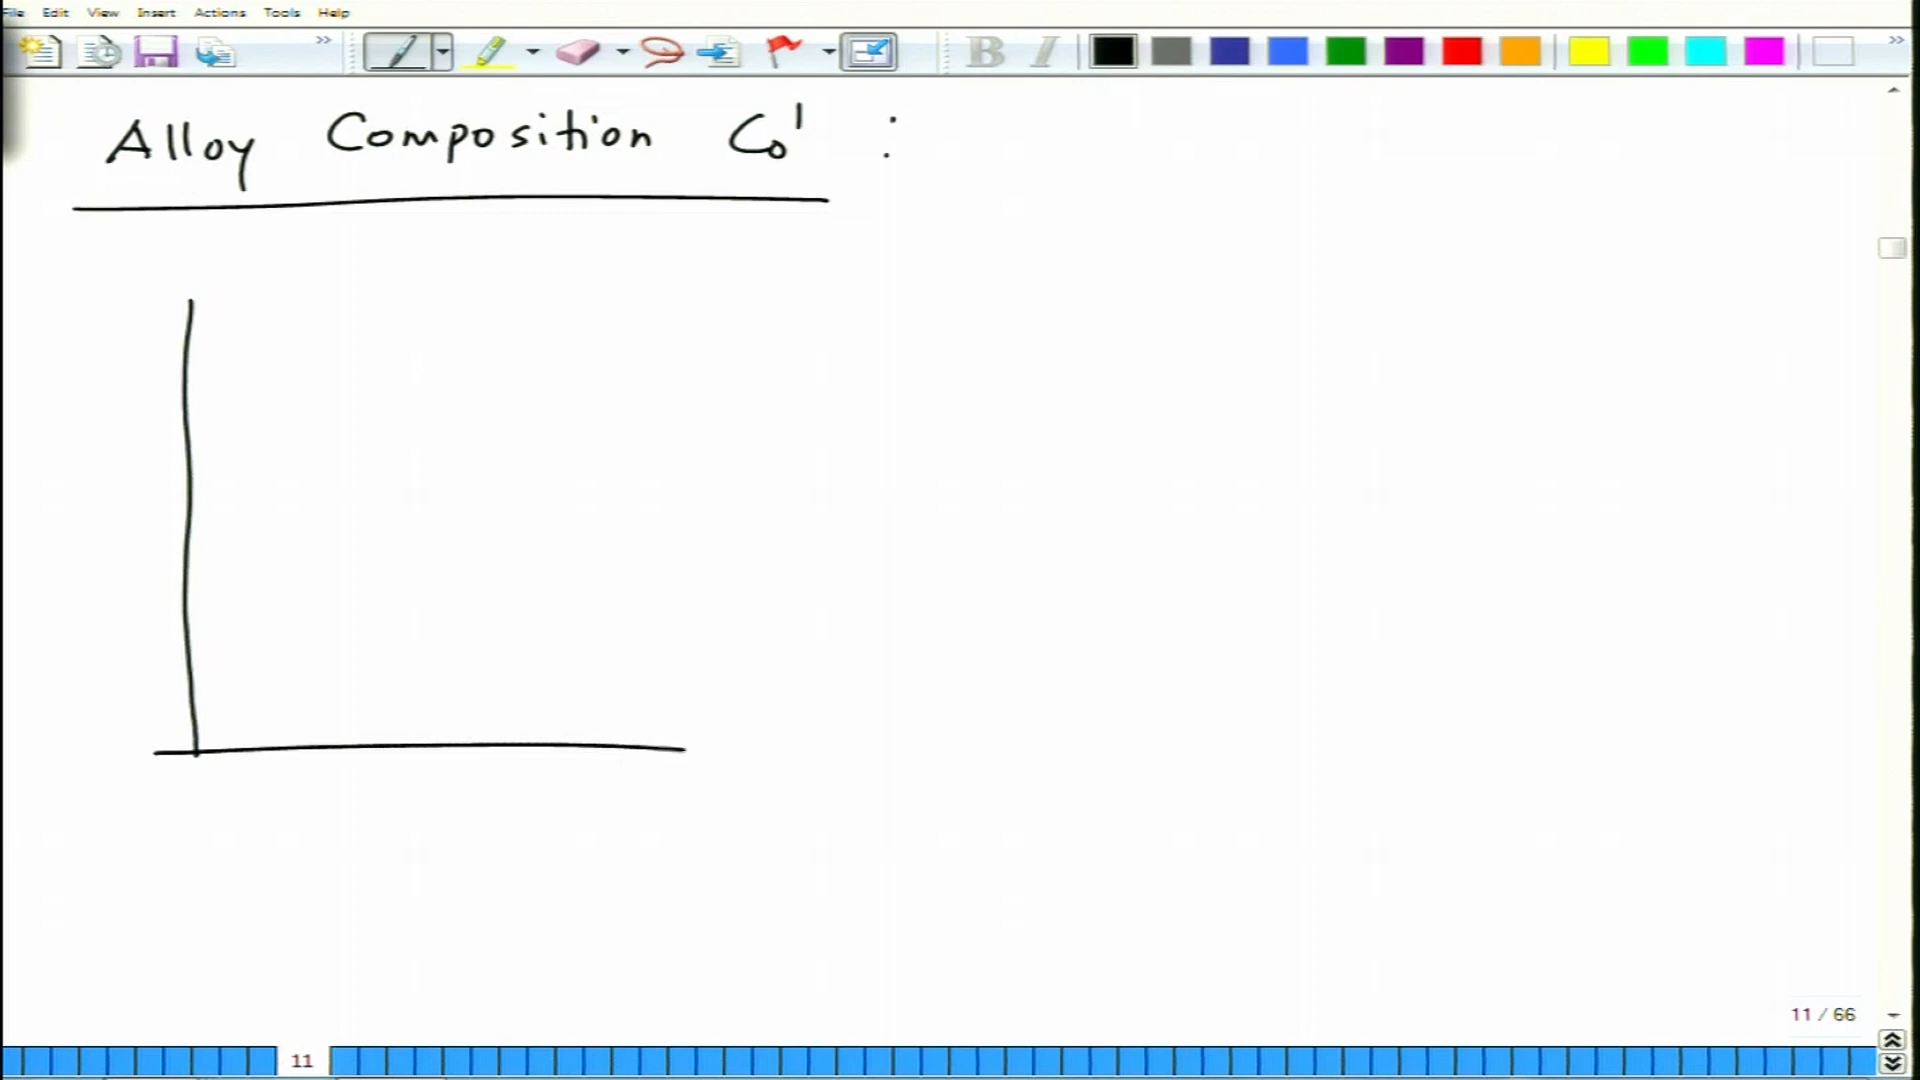 File Edit View Insert Actions Tools Help
B I
Alloy Composition C₀' :
11 / 66
11